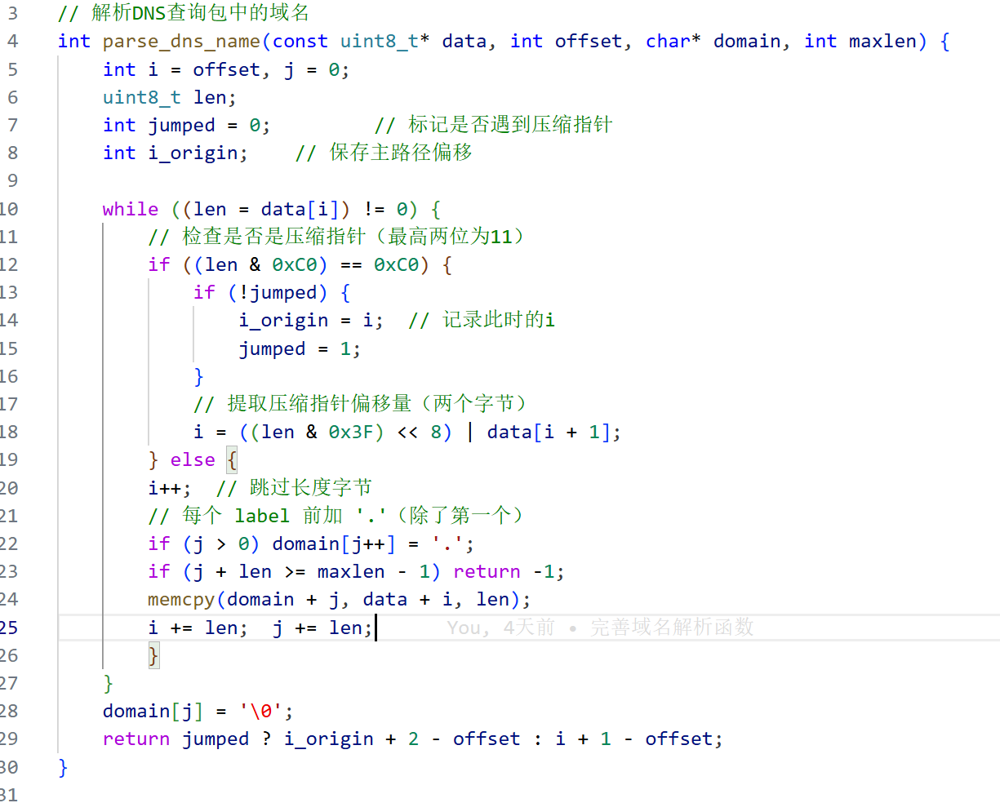 3 // 解析DNS查询包中的域名
4 int parse_dns_name(const uint8_t* data, int offset, char* domain, int maxlen) {
5 int i = offset, j = 0;
6 uint8_t len;
7 int jumped = 0; // 标记是否遇到压缩指针
8 int i_origin; // 保存主路径偏移
9
10 while ((len = data[i]) != 0) {
11 // 检查是否是压缩指针（最高两位为11）
12 if ((len & 0xC0) == 0xC0) {
13 if (!jumped) {
14 i_origin = i; // 记录此时的i
15 jumped = 1;
16 }
17 // 提取压缩指针偏移量（两个字节）
18 i = ((len & 0x3F) << 8) | data[i + 1];
19 } else {
20 i++; // 跳过长度字节
21 // 每个 label 前加 '.'（除了第一个）
22 if (j > 0) domain[j++] = '.';
23 if (j + len >= maxlen - 1) return -1;
24 memcpy(domain + j, data + i, len);
25 i += len; j += len; You, 4天前 • 完善域名解析函数
26 }
27 }
28 domain[j] = '\0';
29 return jumped ? i_origin + 2 - offset : i + 1 - offset;
30 }
31